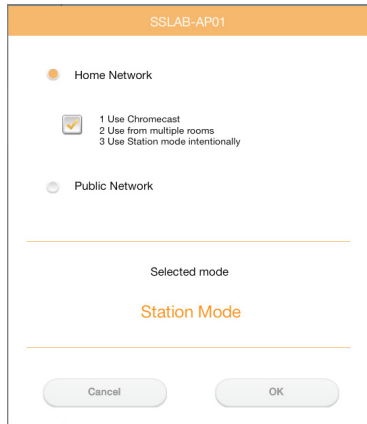 SSLAB-AP01
Home Network
1 Use Chromecast
2 Use from multiple rooms
3 Use Station mode intentionally
Public Network
Selected mode
Station Mode
Cancel
OK